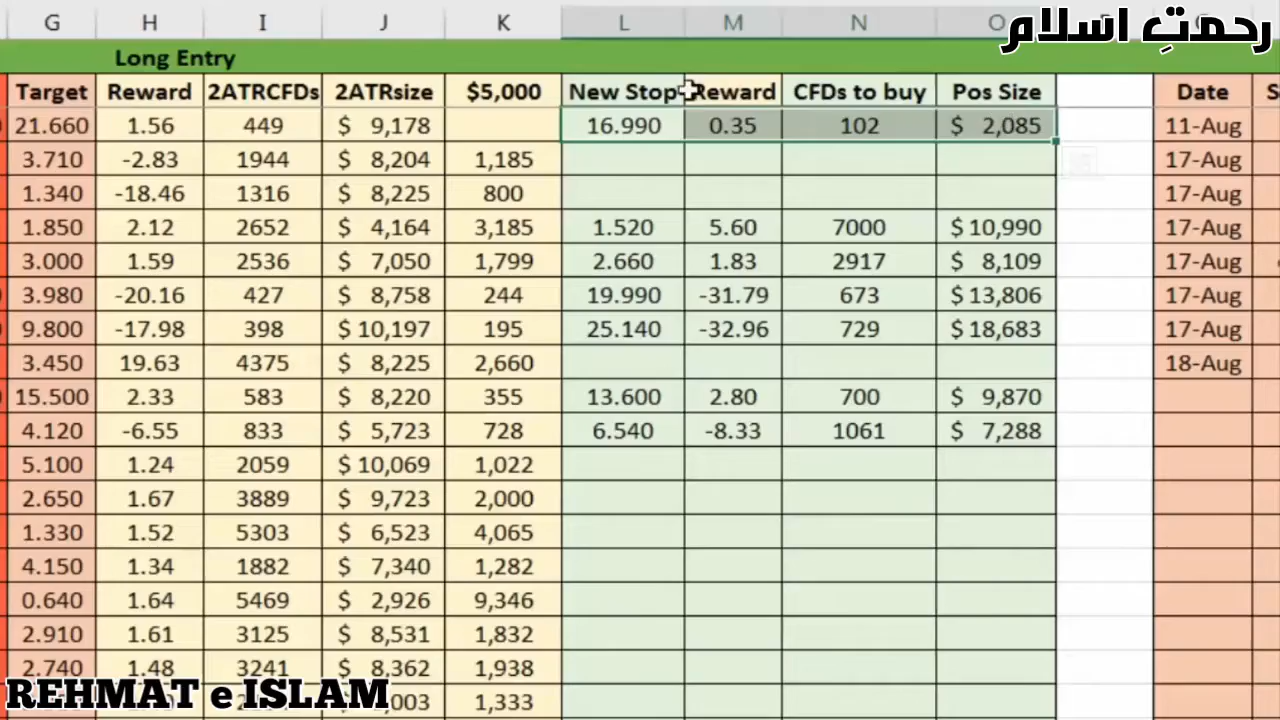 G H I J K L M N O
رحمتِ اسلام
Long Entry
Target Reward 2ATRCFDs 2ATRsize $5,000 New Stop Reward CFDs to buy Pos Size Date
21.660 1.56 449 $ 9,178 16.990 0.35 102 $ 2,085 11-Aug
3.710 -2.83 1944 $ 8,204 1,185 17-Aug
1.340 -18.46 1316 $ 8,225 800 17-Aug
1.850 2.12 2652 $ 4,164 3,185 1.520 5.60 7000 $ 10,990 17-Aug
3.000 1.59 2536 $ 7,050 1,799 2.660 1.83 2917 $ 8,109 17-Aug
3.980 -20.16 427 $ 8,758 244 19.990 -31.79 673 $ 13,806 17-Aug
9.800 -17.98 398 $ 10,197 195 25.140 -32.96 729 $ 18,683 17-Aug
3.450 19.63 4375 $ 8,225 2,660 18-Aug
15.500 2.33 583 $ 8,220 355 13.600 2.80 700 $ 9,870
4.120 -6.55 833 $ 5,723 728 6.540 -8.33 1061 $ 7,288
5.100 1.24 2059 $ 10,069 1,022
2.650 1.67 3889 $ 9,723 2,000
1.330 1.52 5303 $ 6,523 4,065
4.150 1.34 1882 $ 7,340 1,282
0.640 1.64 5469 $ 2,926 9,346
2.910 1.61 3125 $ 8,531 1,832
2.740 1.48 3241 $ 8,362 1,938
1,333
REHMAT e ISLAM